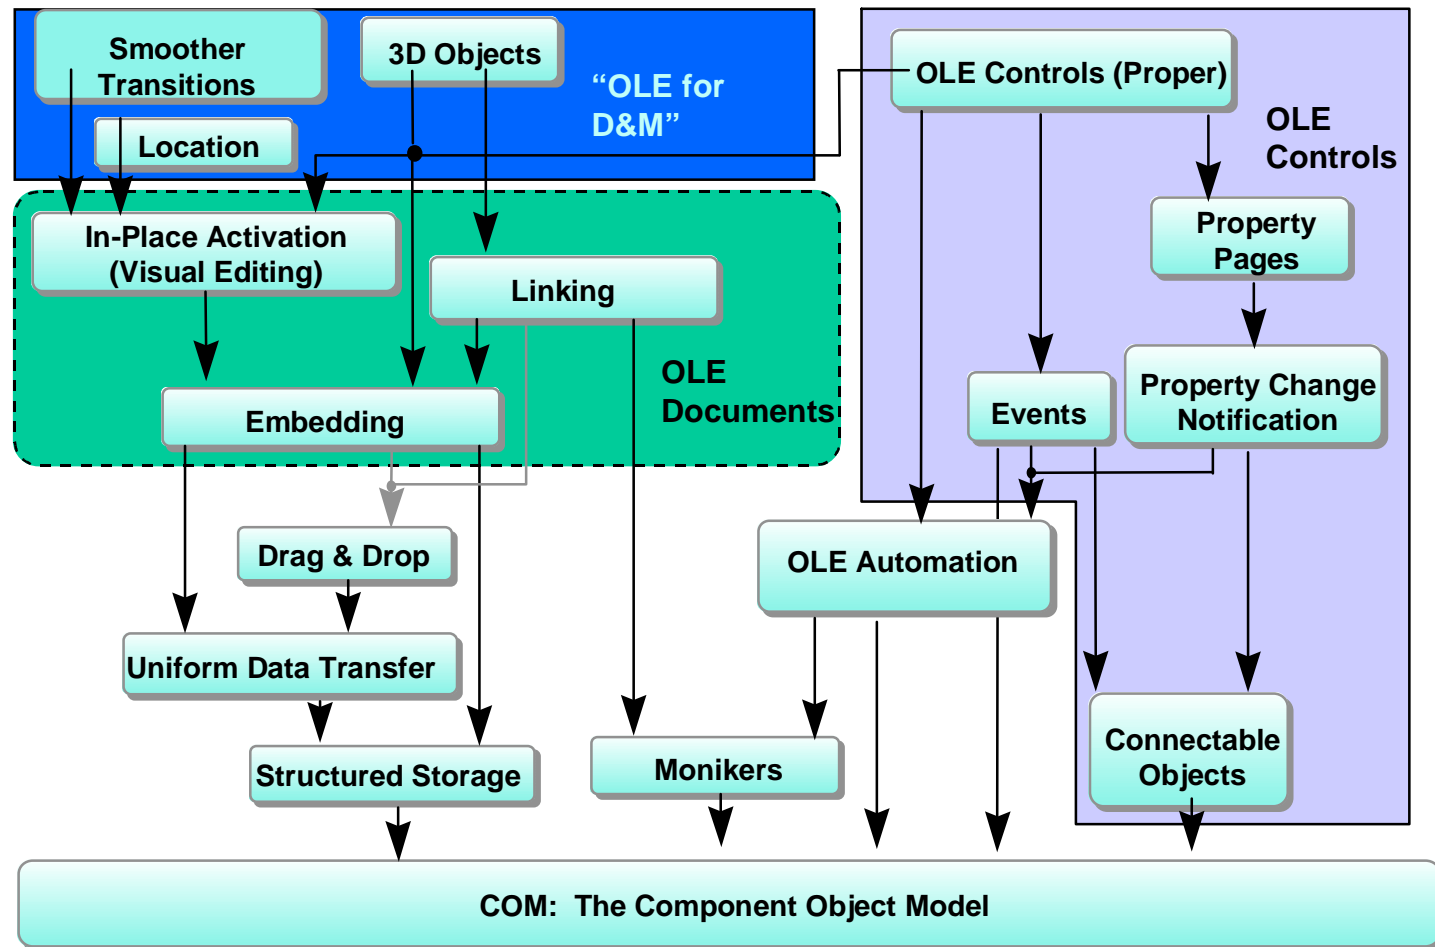 Smoother
Transitions
3D Objects
“OLE for
D&M”
Location
OLE Controls (Proper)
OLE
Controls
In-Place Activation
(Visual Editing)
Linking
OLE
Documents
Embedding
Property
Pages
Events
Property Change
Notification
Drag & Drop
OLE Automation
Uniform Data Transfer
Structured Storage
Monikers
Connectable
Objects
COM:  The Component Object Model